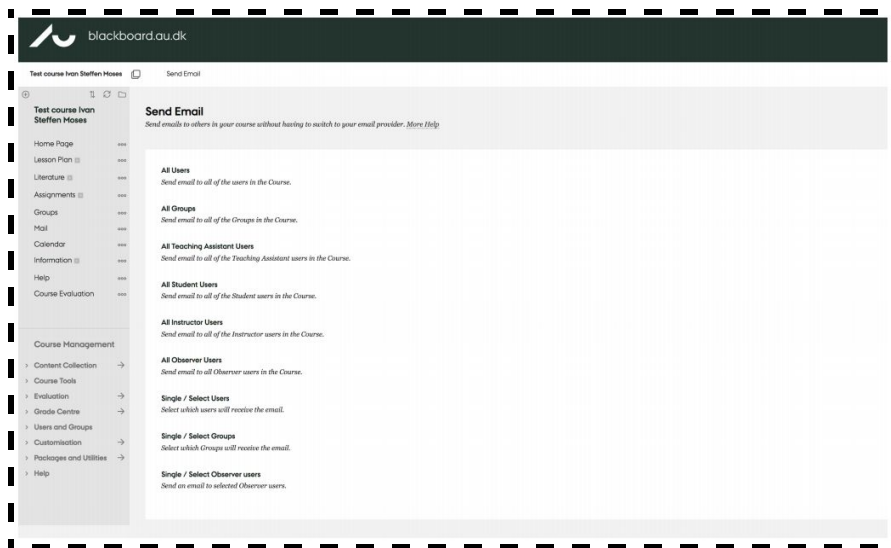 blackboard.au.dk
Test course Ivan Steffen Moses
Send Email
Test course Ivan
Steffen Moses
Home Page
Lesson Plan
Literature
Assignments
Groups
Mail
Calendar
Information
Help
Course Evaluation
Course Management
Content Collection
Course Tools
Evaluation
Grade Centre
Users and Groups
Customisation
Packages and Utilities
Help
Send Email
Send emails to others in your course without having to switch to your email provider. More Help
All Users
Send email to all of the users in the Course.
All Groups
Send email to all of the Groups in the Course.
All Teaching Assistant Users
Send email to all of the Teaching Assistant users in the Course.
All Student Users
Send email to all of the Student users in the Course.
All Instructor Users
Send email to all of the Instructor users in the Course.
All Observer Users
Send email to all Observer users in the Course.
Single / Select Users
Select which users will receive the email.
Single / Select Groups
Select which Groups will receive the email.
Single / Select Observer users
Send an email to selected Observer users.